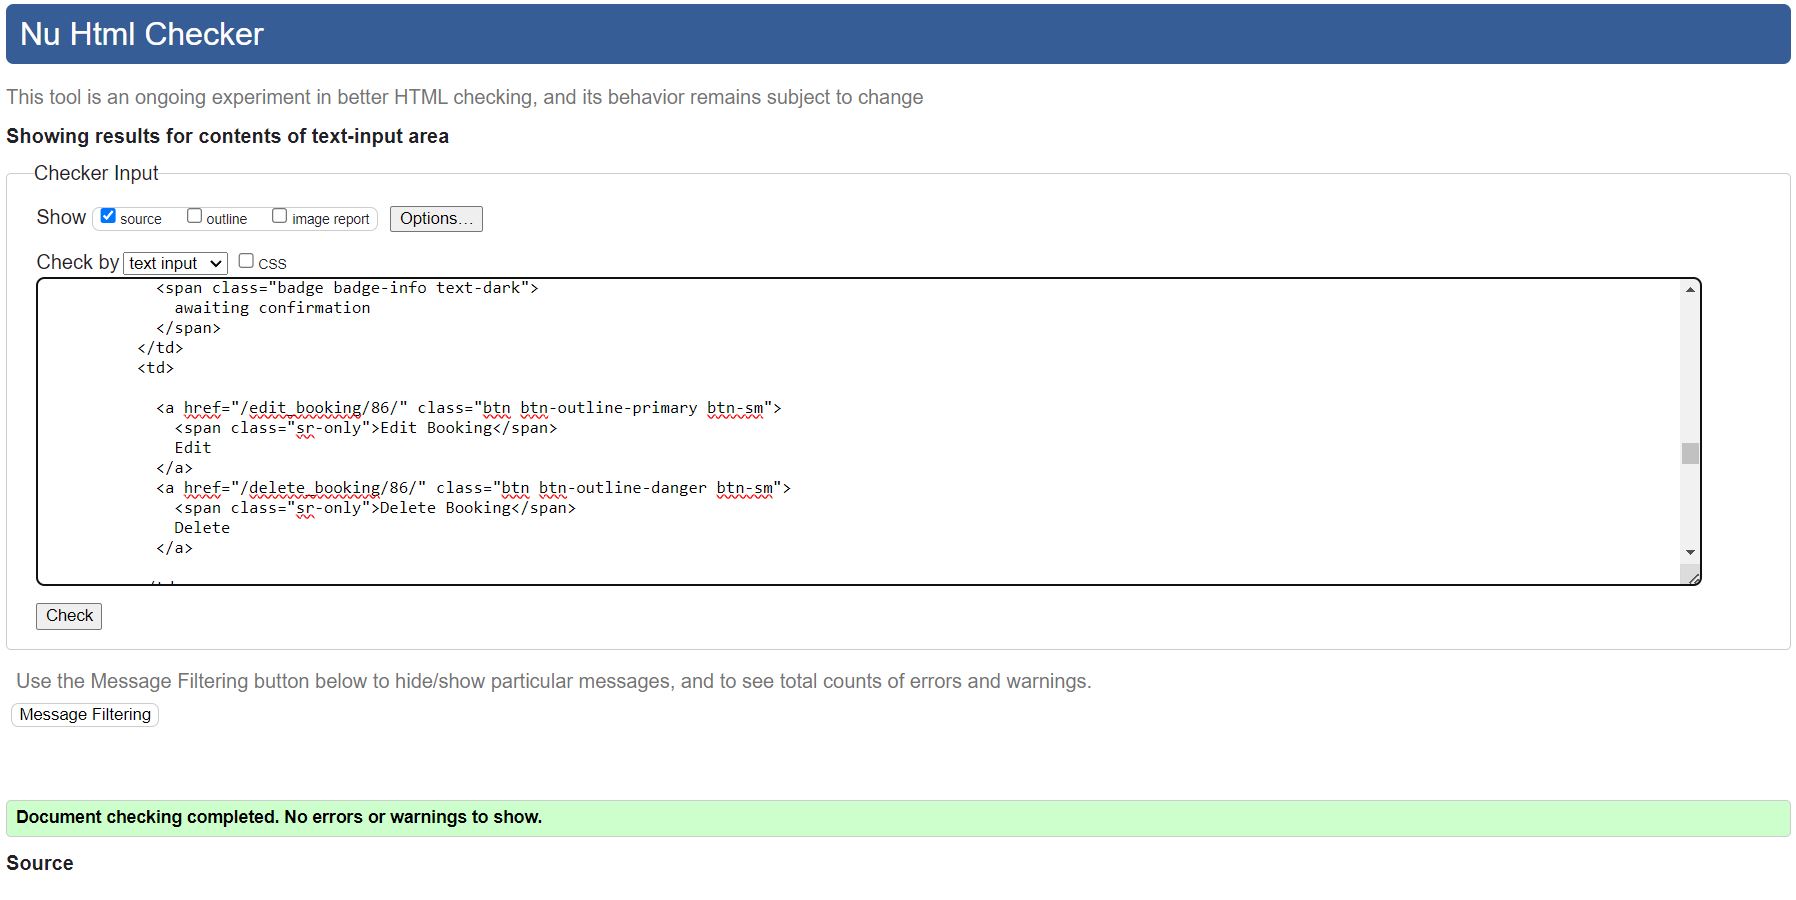 Nu Html Checker
This tool is an ongoing experiment in better HTML checking, and its behavior remains subject to change
Showing results for contents of text-input area
Checker Input
Show source outline image report Options...
Check by text input CSS
<span class="badge badge-info text-dark">
awaiting confirmation
</span>
</td>
<td>
<a href="/edit_booking/86/" class="btn btn-outline-primary btn-sm">
<span class="sr-only">Edit Booking</span>
Edit
</a>
<a href="/delete_booking/86/" class="btn btn-outline-danger btn-sm">
<span class="sr-only">Delete Booking</span>
Delete
</a>
Check
Use the Message Filtering button below to hide/show particular messages, and to see total counts of errors and warnings.
Message Filtering
Document checking completed. No errors or warnings to show.
Source